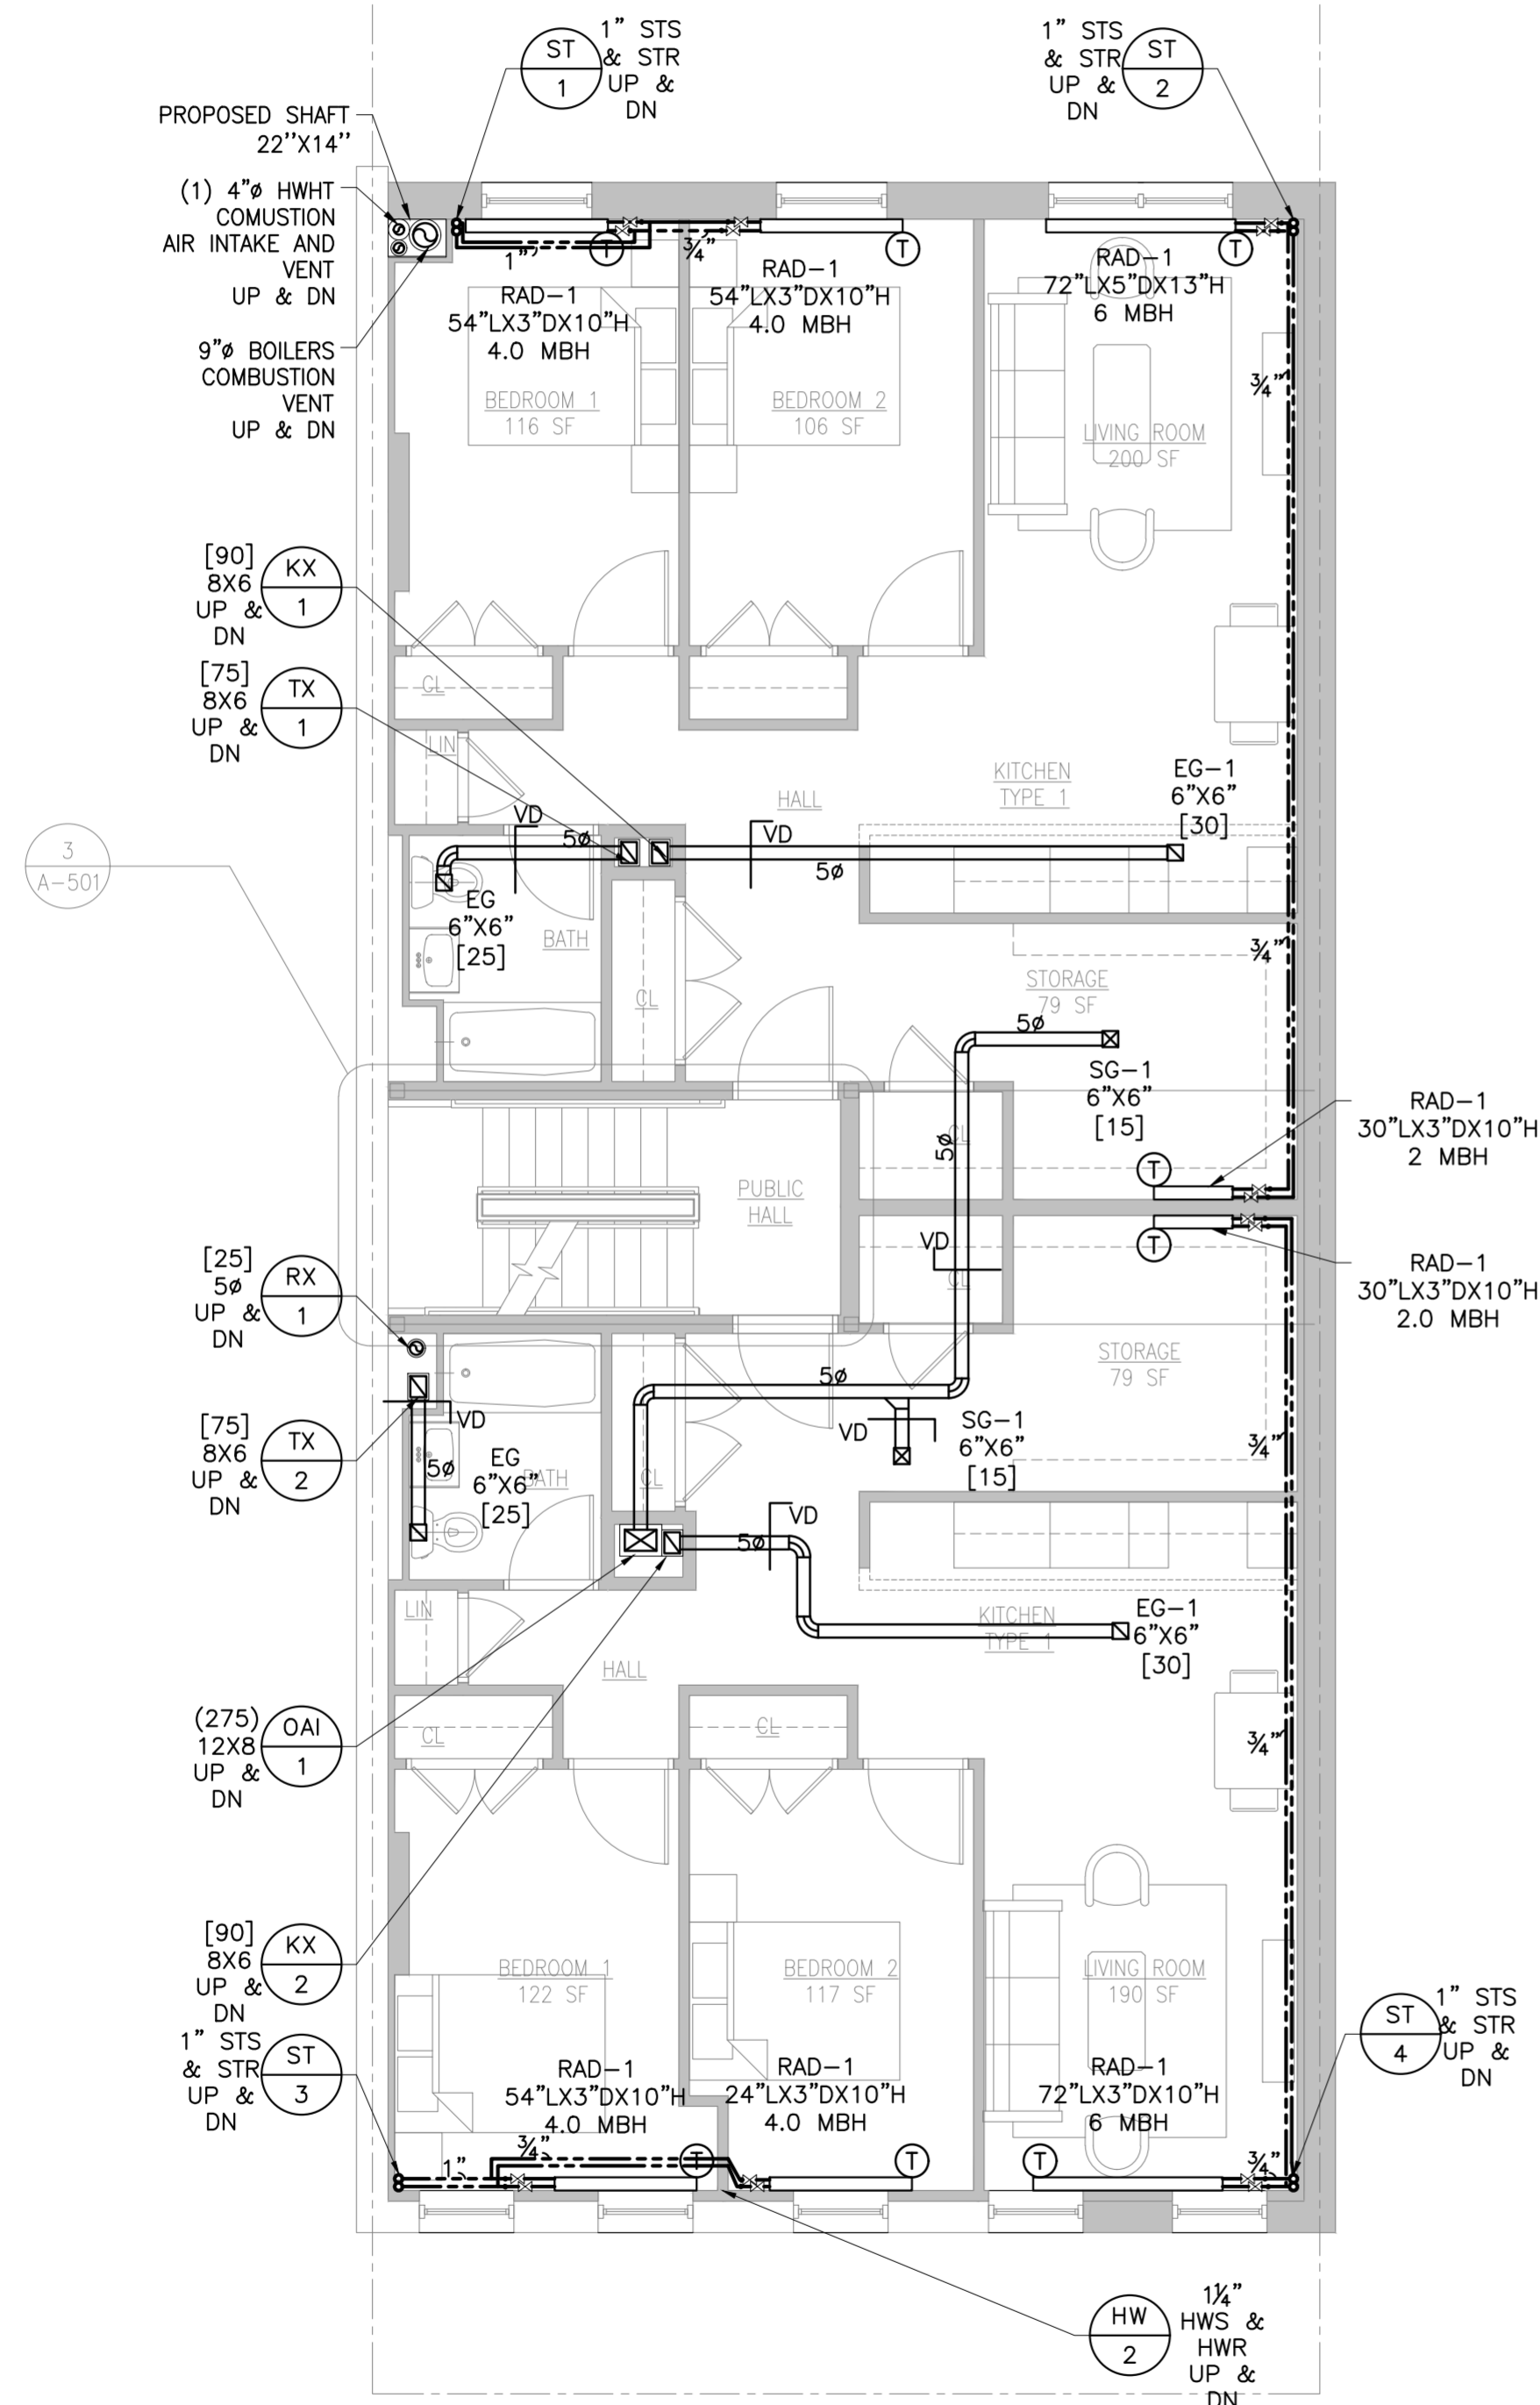 1" STS
& STR
UP &
DN
ST
1
1" STS
& STR
UP &
DN
ST
2
PROPOSED SHAFT
22''X14''
(1) 4"ø HWHT
COMUSTION
AIR INTAKE AND
VENT
UP & DN
9"ø BOILERS
COMBUSTION
VENT
UP & DN
1"
T
3/4"
T
T
RAD-1
54"LX3"DX10"H
4.0 MBH
RAD-1
54"LX3"DX10"H
4.0 MBH
RAD-1
72"LX5"DX13"H
6 MBH
3/4"
BEDROOM 1
116 SF
BEDROOM 2
106 SF
LIVING ROOM
200 SF
[90]
8X6
UP &
DN
KX
1
[75]
8X6
UP &
DN
TX
1
CL
LIN
HALL
KITCHEN
TYPE 1
EG-1
6"X6"
[30]
VD
5ø
VD
5ø
3
A-501
EG
6"X6"
[25]
BATH
CL
3/4"
STORAGE
79 SF
5ø
SG-1
6"X6"
[15]
RAD-1
30"LX3"DX10"H
2 MBH
5ø
CL
T
PUBLIC
HALL
VD
CL
T
RAD-1
30"LX3"DX10"H
2.0 MBH
[25]
5ø
UP &
DN
RX
1
STORAGE
79 SF
5ø
[75]
8X6
UP &
DN
TX
2
VD
5ø
EG
6"X6"
[25]
BATH
CL
VD
SG-1
6"X6"
[15]
3/4"
VD
5ø
LIN
HALL
KITCHEN
TYPE 1
EG-1
6"X6"
[30]
(275)
12X8
UP &
DN
OAI
1
CL
CL
3/4"
[90]
8X6
UP &
DN
KX
2
BEDROOM 1
122 SF
BEDROOM 2
117 SF
LIVING ROOM
190 SF
1" STS
& STR
UP &
DN
ST
3
ST
4
1" STS
& STR
UP &
DN
RAD-1
54"LX3"DX10"H
4.0 MBH
RAD-1
24"LX3"DX10"H
4.0 MBH
RAD-1
72"LX3"DX10"H
6 MBH
1"
3/4"
T
T
T
3/4"
HW
2
1¼"
HWS &
HWR
UP &
DN